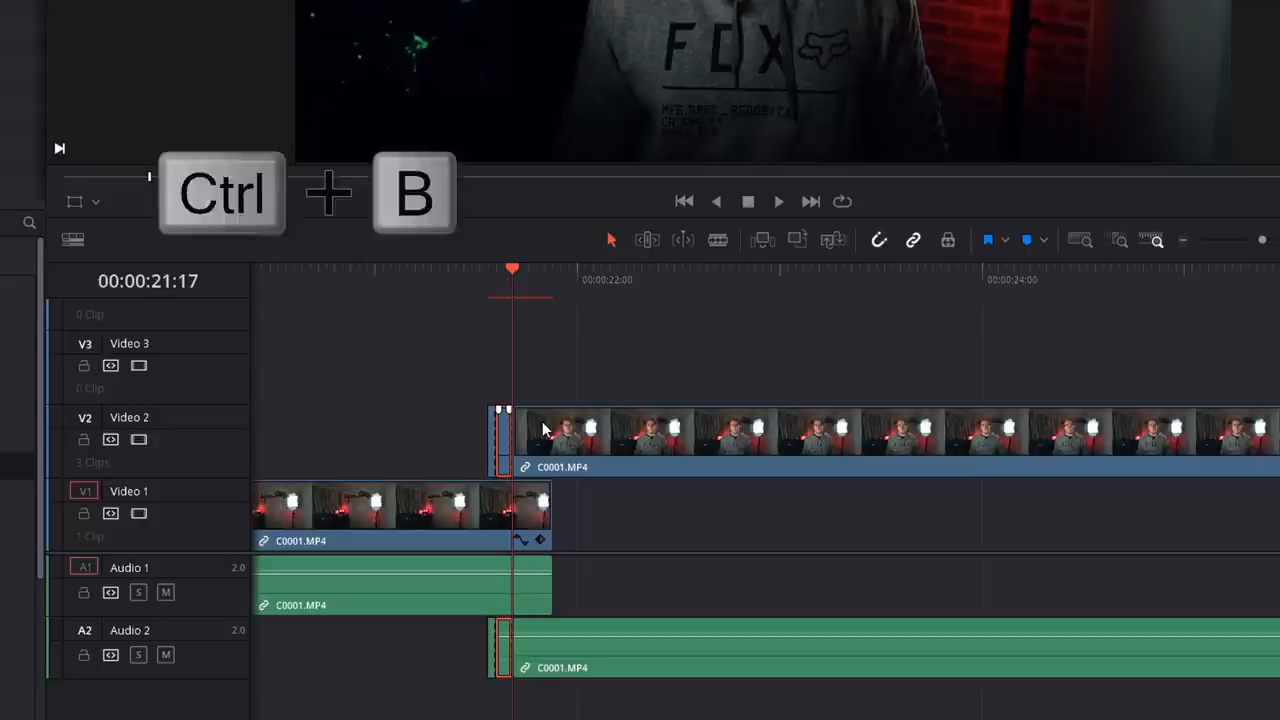 FOX
Ctrl + B
00:00:21:17
00:00:22:00
00:00:24:00
0 Clip
V3 Video 3
0 Clip
V2 Video 2
3 Clips
C0001.MP4
V1 Video 1
1 Clip
C0001.MP4
A1 Audio 1 2.0
S M
C0001.MP4
A2 Audio 2 2.0
S M
C0001.MP4